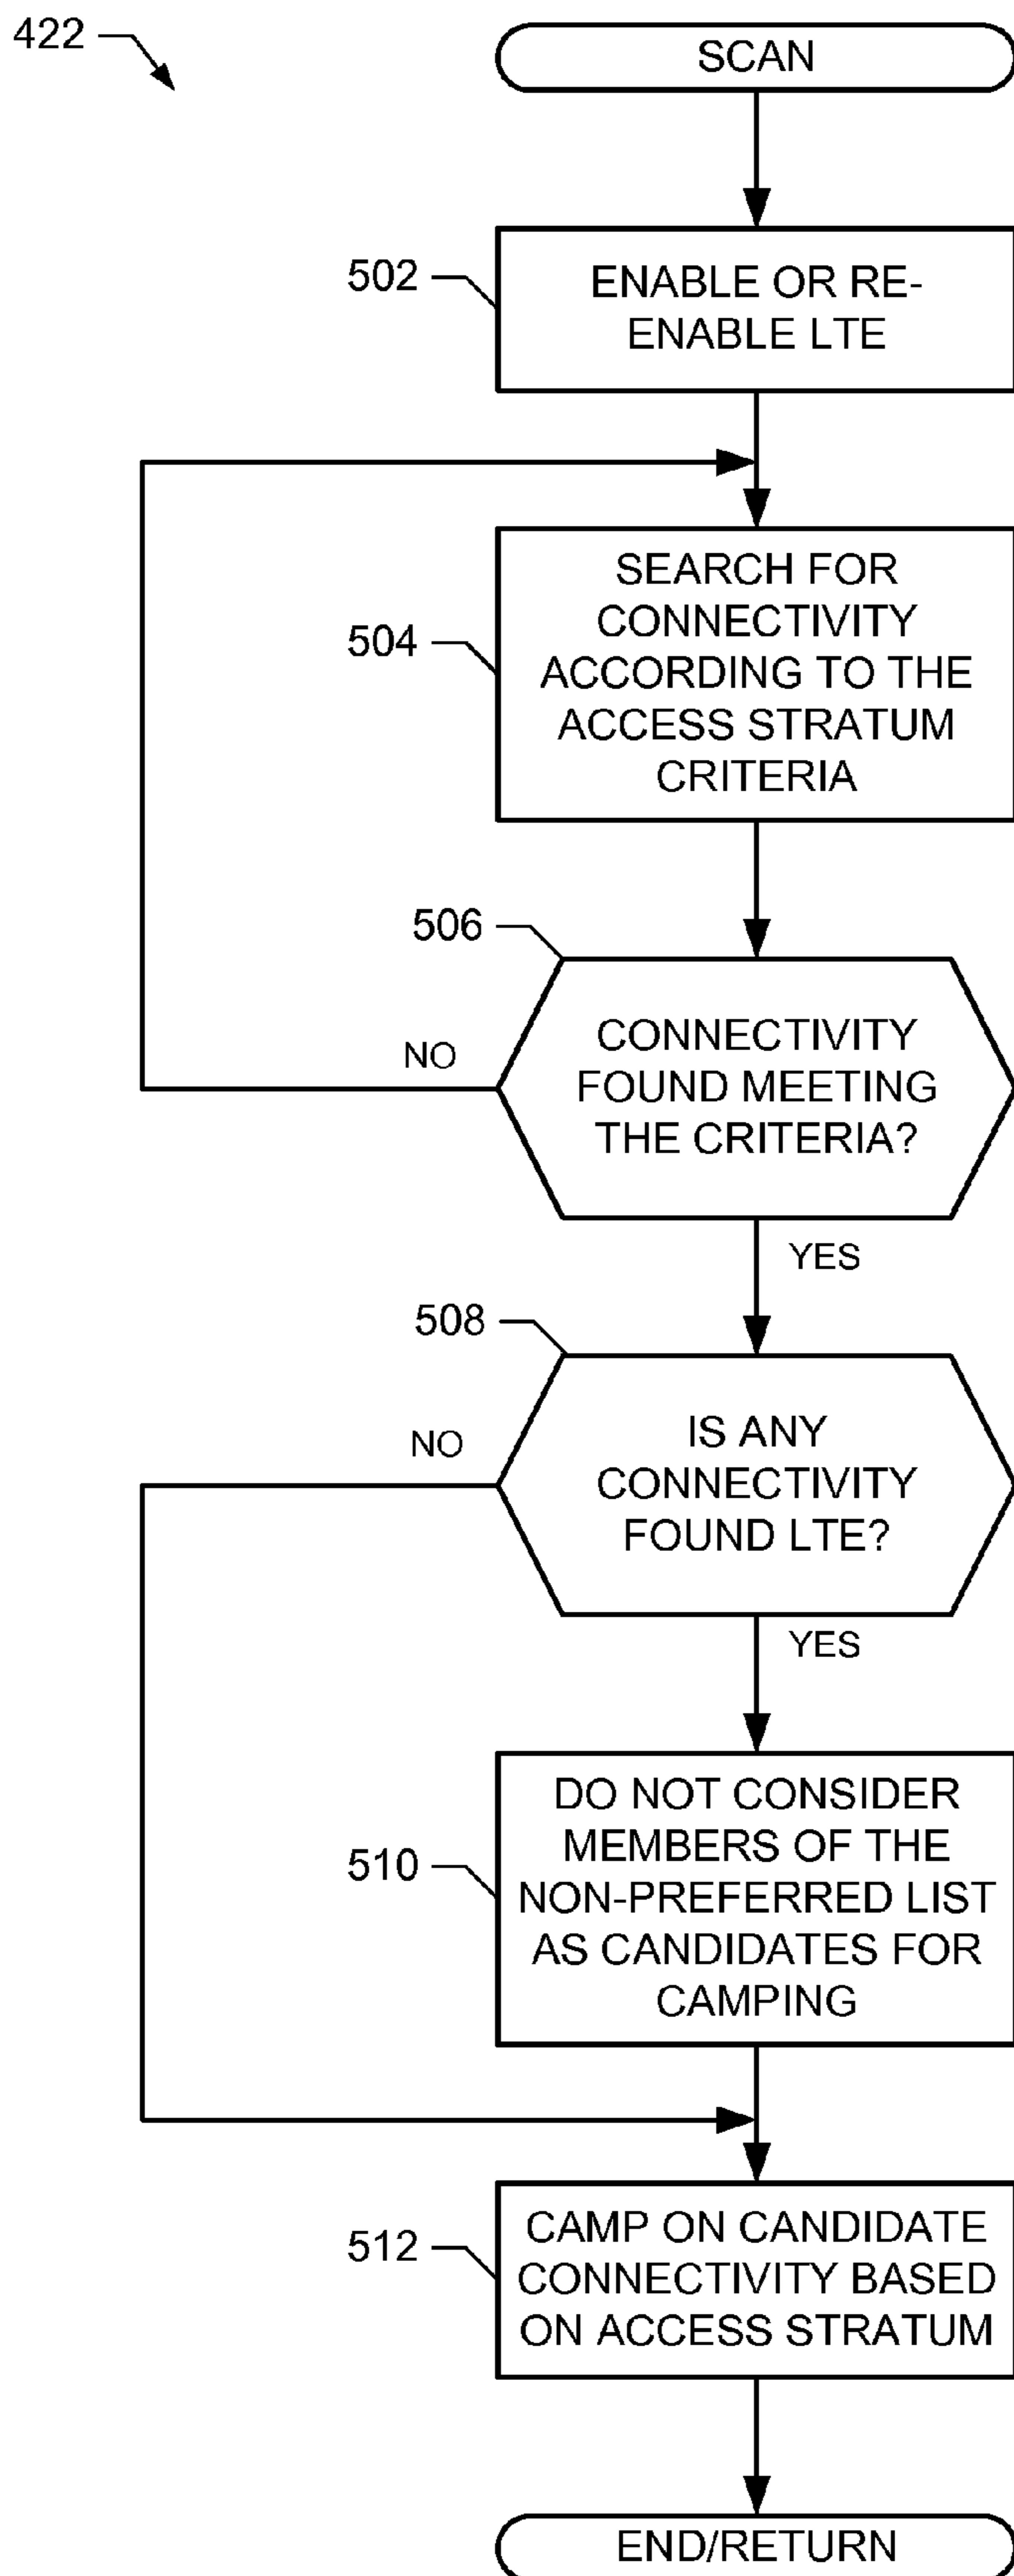 422
SCAN
502
ENABLE OR RE-
ENABLE LTE
504
SEARCH FOR
CONNECTIVITY
ACCORDING TO THE
ACCESS STRATUM
CRITERIA
506
CONNECTIVITY
FOUND MEETING
THE CRITERIA?
NO
YES
508
IS ANY
CONNECTIVITY
FOUND LTE?
NO
YES
510
DO NOT CONSIDER
MEMBERS OF THE
NON-PREFERRED LIST
AS CANDIDATES FOR
CAMPING
512
CAMP ON CANDIDATE
CONNECTIVITY BASED
ON ACCESS STRATUM
END/RETURN